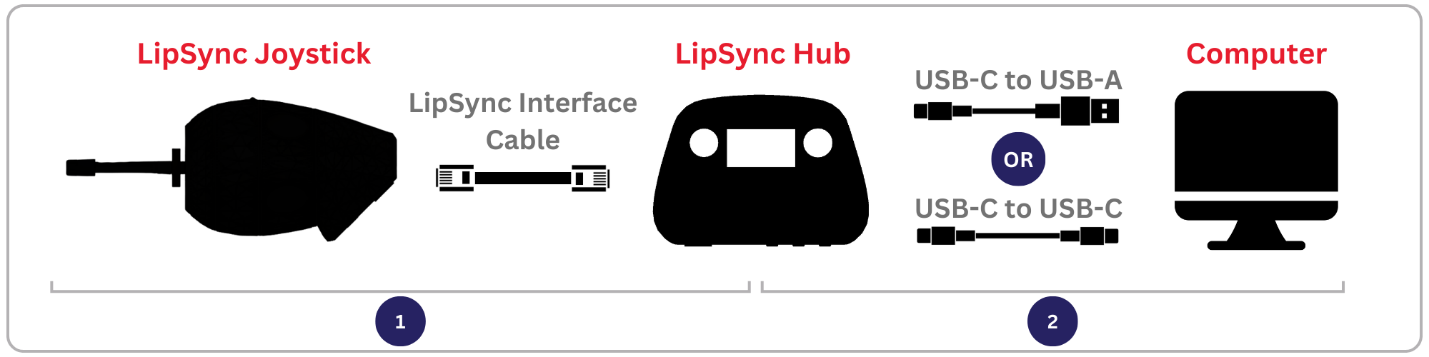 LipSync Joystick
LipSync Interface
Cable
LipSync Hub
USB-C to USB-A
OR
USB-C to USB-C
Computer
1
2